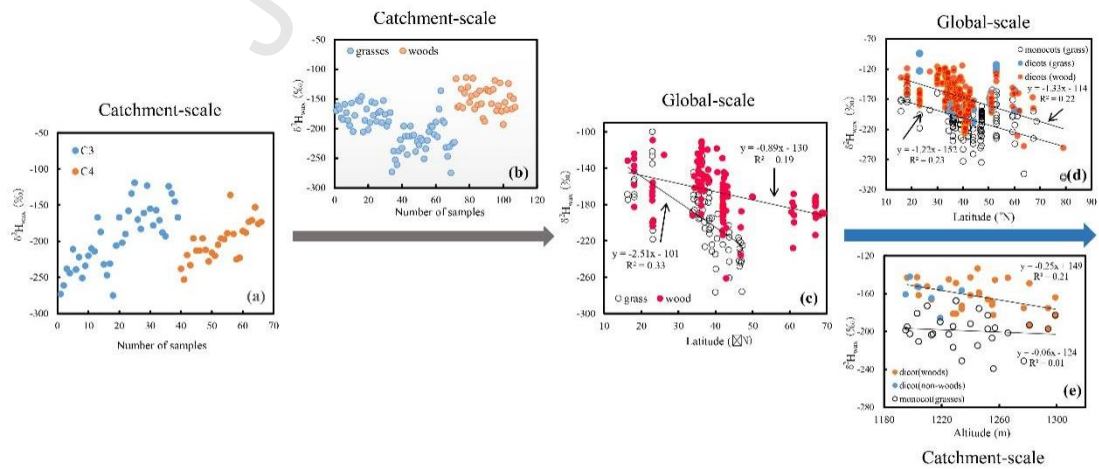 Catchment-scale
-50
-100
-150
-200
-250
-300
δ²Hwax (‰)
C3
C4
(a)
0 10 20 30 40 50 60 70
Number of samples
Catchment-scale
-50
-100
-150
-200
-250
-300
δ²Hwax (‰)
grasses
woods
(b)
0 20 40 60 80 100 120
Number of samples
Global-scale
-100
-140
-180
-220
-260
-300
δ²Hwax (‰)
y = -0.89x - 130
R² = 0.19
y = -2.51x - 101
R² = 0.33
grass
wood
(c)
10 20 30 40 50 60 70
Latitude (☒N)
Global-scale
-70
-120
-170
-220
-270
-320
δ²Hwax (‰)
monocots (grass)
dicots (grass)
dicots (wood)
y = -1.33x - 114
R² = 0.22
R² = 0.23
(d)
10 20 30 40 50 60 70 80 90
Latitude (°N)
-120
-160
-200
-240
-280
δ²Hwax (‰)
R² = 0.21
y = -0.06x - 124
R² = 0.01
dicot(woods)
dicot(non-woods)
monocot(grasses)
(e)
1180 1220 1260 1300
Altitude (m)
Catchment-scale